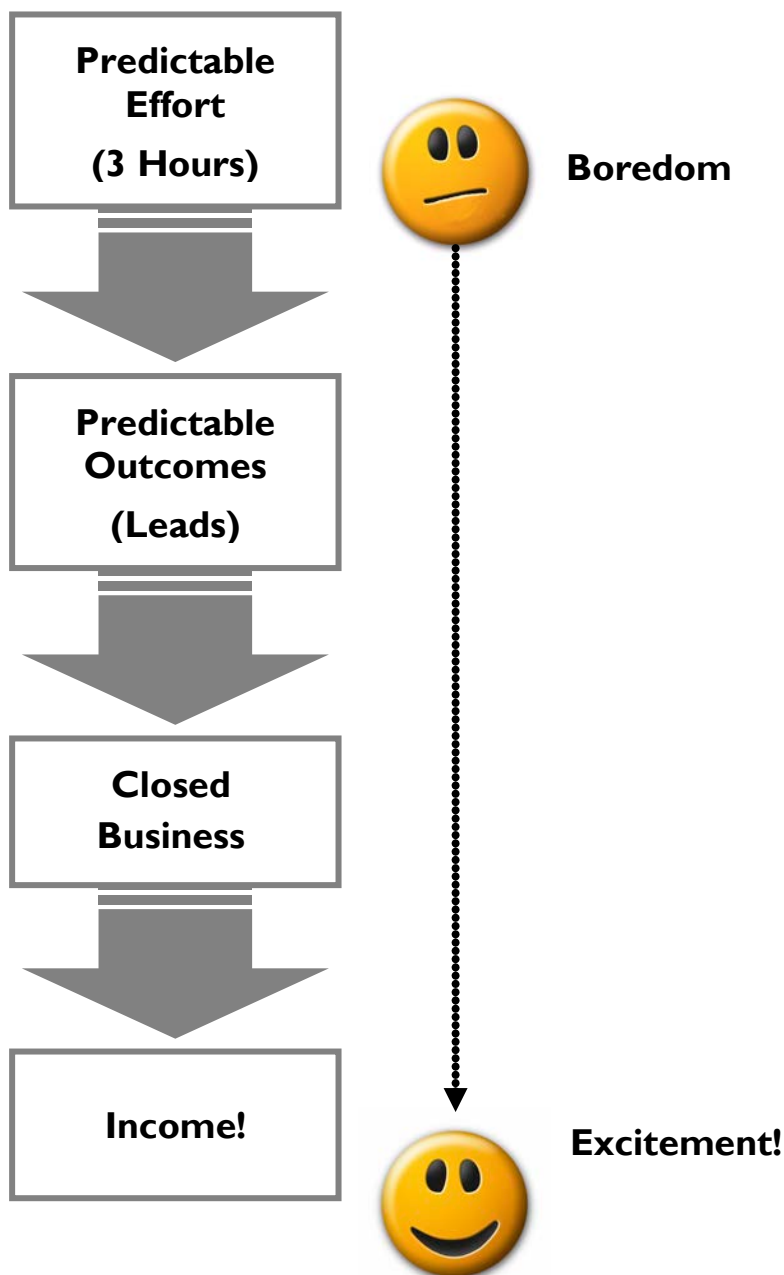 Predictable
Effort
(3 Hours)
Boredom
Predictable
Outcomes
(Leads)
Closed
Business
Income!
Excitement!